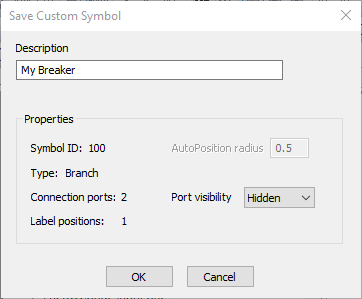 Save Custom Symbol
Description
My Breaker
Properties
Symbol ID: 100
AutoPosition radius 0.5
Type: Branch
Connection ports: 2
Port visibility Hidden
Label positions: 1
OK
Cancel